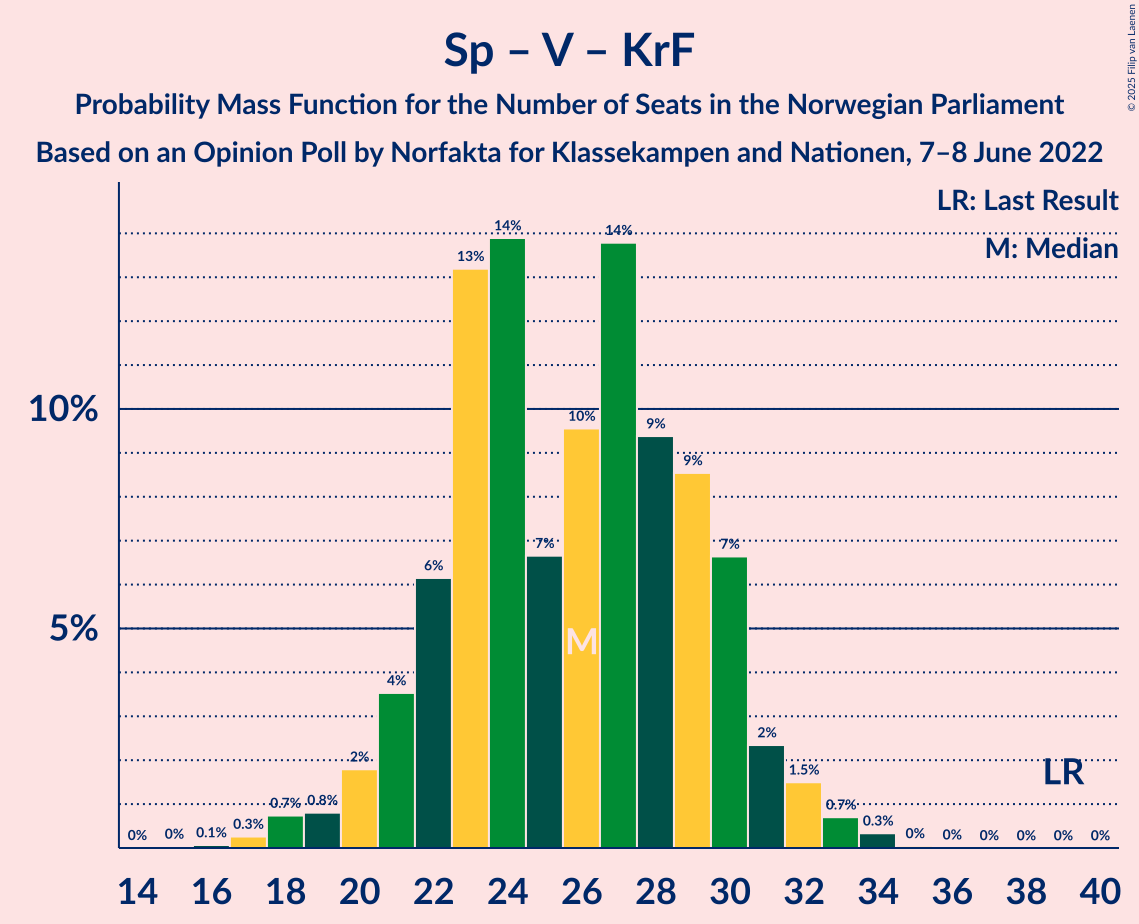 Sp – V – KrF
Probability Mass Function for the Number of Seats in the Norwegian Parliament
Based on an Opinion Poll by Norfakta for Klassekampen and Nationen, 7–8 June 2022
© 2025 Filip van Laenen
LR: Last Result
M: Median
10%
5%
0% 0% 0.1% 0.3% 0.7% 0.8% 2% 4% 6% 13% 14% 7% 10% 14% 9% 9% 7% 2% 1.5% 0.7% 0.3% 0% 0% 0% 0% 0% 0%
M
LR
14 16 18 20 22 24 26 28 30 32 34 36 38 40